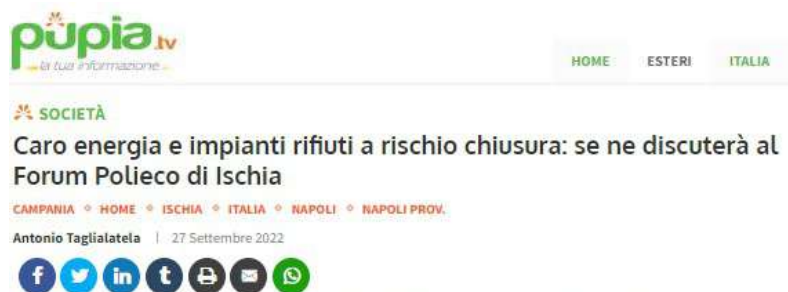 pupia.tv
...la tua informazione...
HOME ESTERI ITALIA
SOCIETÀ
Caro energia e impianti rifiuti a rischio chiusura: se ne discuterà al
Forum Polieco di Ischia
CAMPANIA HOME ISCHIA ITALIA NAPOLI NAPOLI PROV.
Antonio Taglialatela | 27 Settembre 2022